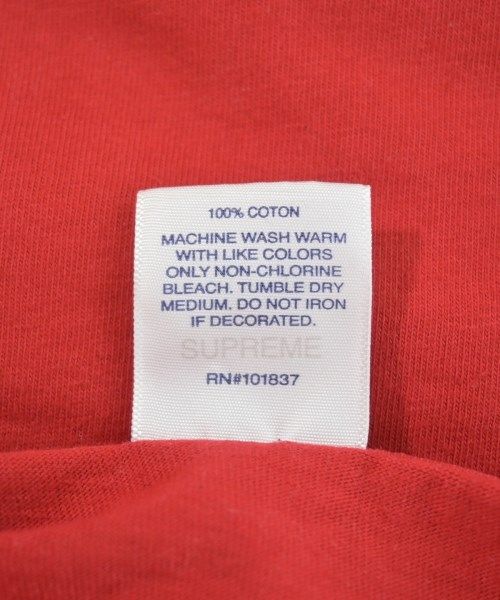 100% COTON
MACHINE WASH WARM
WITH LIKE COLORS
ONLY NON-CHLORINE
BLEACH. TUMBLE DRY
MEDIUM. DO NOT IRON
IF DECORATED.
SUPREME
RN#101837